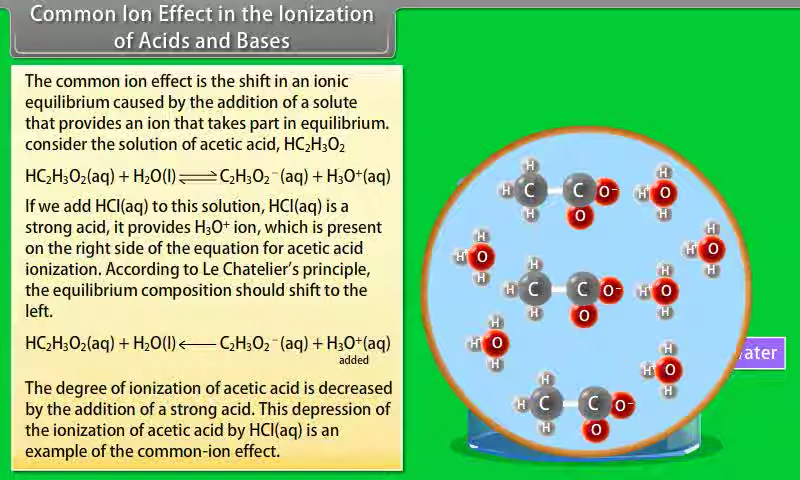 Common Ion Effect in the Ionization
of Acids and Bases
The common ion effect is the shift in an ionic
equilibrium caused by the addition of a solute
that provides an ion that takes part in equilibrium.
consider the solution of acetic acid, HC₂H₃O₂
HC₂H₃O₂(aq) + H₂O(l) ⇌ C₂H₃O₂⁻ (aq) + H₃O⁺(aq)
If we add HCl(aq) to this solution, HCl(aq) is a
strong acid, it provides H₃O⁺ ion, which is present
on the right side of the equation for acetic acid
ionization. According to Le Chatelier's principle,
the equilibrium composition should shift to the
left.
HC₂H₃O₂(aq) + H₂O(l) ← C₂H₃O₂⁻ (aq) + H₃O⁺(aq)
added
The degree of ionization of acetic acid is decreased
by the addition of a strong acid. This depression of
the ionization of acetic acid by HCl(aq) is an
example of the common-ion effect.
H
H C C O⁻ H⁺ O H
H O H
H
H⁺ O
H
H
H⁺ O
H
H
H C C O⁻ H⁺ O H
H O H
H
H⁺ O
H
H
H⁺ O
H
ater
H
H C C O⁻
H O